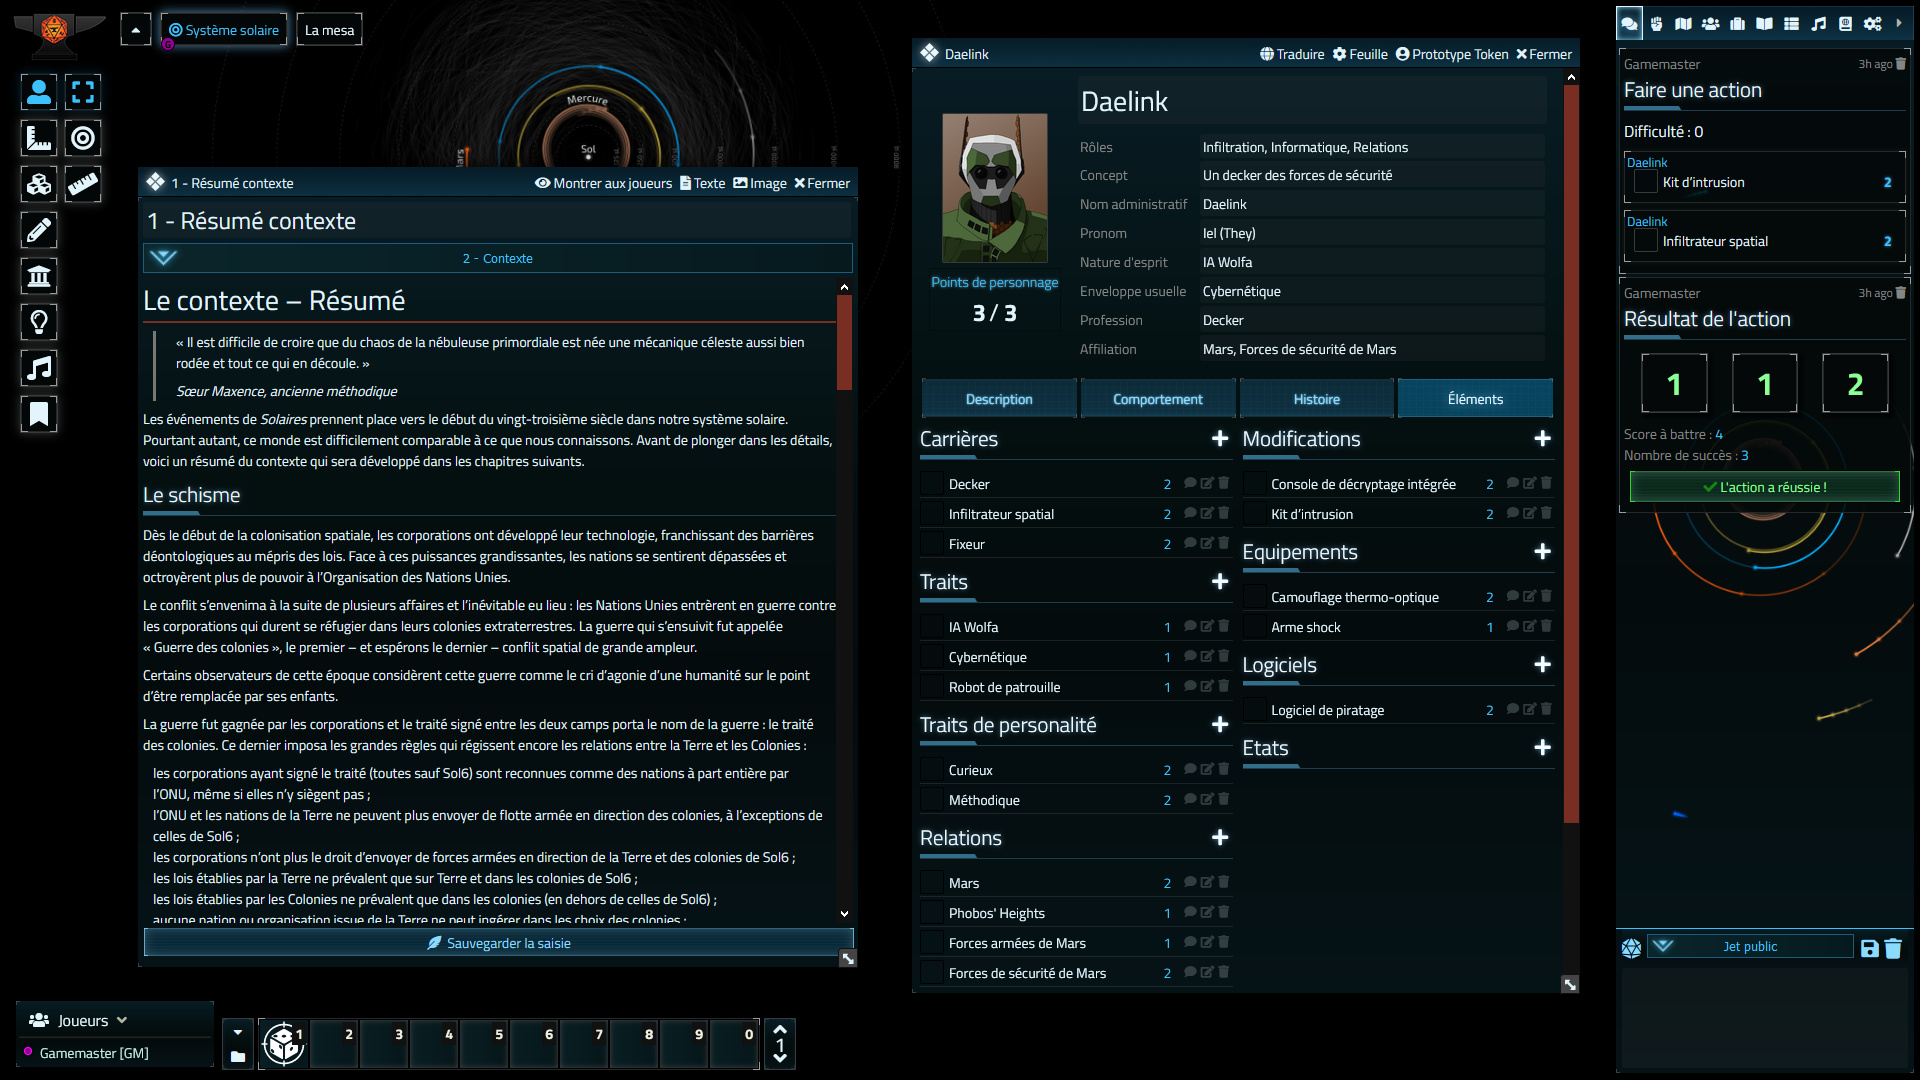 Système solaire
G
La mesa
Mercure
Sol
Mars
1 - Résumé contexte
Montrer aux joueurs
Texte
Image
Fermer
1 - Résumé contexte
2 - Contexte
Le contexte – Résumé
« Il est difficile de croire que du chaos de la nébuleuse primordiale est née une mécanique céleste aussi bien
rodée et tout ce qui en découle. »
Sœur Maxence, ancienne méthodique
Les événements de Solaires prennent place vers le début du vingt-troisième siècle dans notre système solaire.
Pourtant autant, ce monde est difficilement comparable à ce que nous connaissons. Avant de plonger dans les détails,
voici un résumé du contexte qui sera développé dans les chapitres suivants.
Le schisme
Dès le début de la colonisation spatiale, les corporations ont développé leur technologie, franchissant des barrières
déontologiques au mépris des lois. Face à ces puissances grandissantes, les nations se sentirent dépassées et
octroyèrent plus de pouvoir à l’Organisation des Nations Unies.
Le conflit s’envenima à la suite de plusieurs affaires et l’inévitable eu lieu : les Nations Unies entrèrent en guerre contre
les corporations qui durent se réfugier dans leurs colonies extraterrestres. La guerre qui s’ensuivit fut appelée
« Guerre des colonies », le premier – et espérons le dernier – conflit spatial de grande ampleur.
Certains observateurs de cette époque considèrent cette guerre comme le cri d’agonie d’une humanité sur le point
d’être remplacée par ses enfants.
La guerre fut gagnée par les corporations et le traité signé entre les deux camps porta le nom de la guerre : le traité
des colonies. Ce dernier imposa les grandes règles qui régissent encore les relations entre la Terre et les Colonies :
les corporations ayant signé le traité (toutes sauf Sol6) sont reconnues comme des nations à part entière par
l’ONU, même si elles n’y siègent pas ;
l’ONU et les nations de la Terre ne peuvent plus envoyer de flotte armée en direction des colonies, à l’exceptions de
celles de Sol6 ;
les corporations n’ont plus le droit d’envoyer de forces armées en direction de la Terre et des colonies de Sol6 ;
les lois établies par la Terre ne prévalent que sur Terre et dans les colonies de Sol6 ;
les lois établies par les Colonies ne prévalent que dans les colonies (en dehors de celles de Sol6) ;
aucune nation ou organisation issue de la Terre ne peut ingérer dans les choix des colonies ;
Sauvegarder la saisie
Joueurs
Gamemaster [GM]
1
2
3
4
5
6
7
8
9
0
1
Daelink
Traduire
Feuille
Prototype Token
Fermer
Daelink
Points de personnage
3 / 3
Rôles Infiltration, Informatique, Relations
Concept Un decker des forces de sécurité
Nom administratif Daelink
Pronom Iel (They)
Nature d'esprit IA Wolfa
Enveloppe usuelle Cybernétique
Profession Decker
Affiliation Mars, Forces de sécurité de Mars
Description
Comportement
Histoire
Éléments
Carrières
Decker 2
Infiltrateur spatial 2
Fixeur 2
Traits
IA Wolfa 1
Cybernétique 1
Robot de patrouille 1
Traits de personalité
Curieux 2
Méthodique 2
Relations
Mars 2
Phobos' Heights 1
Forces armées de Mars 1
Forces de sécurité de Mars 2
Modifications
Console de décryptage intégrée 2
Kit d’intrusion 2
Equipements
Camouflage thermo-optique 2
Arme shock 1
Logiciels
Logiciel de piratage 2
Etats
Gamemaster 3h ago
Faire une action
Difficulté : 0
Daelink
Kit d’intrusion 2
Daelink
Infiltrateur spatial 2
Gamemaster 3h ago
Résultat de l'action
1
1
2
Score à battre : 4
Nombre de succès : 3
L'action a réussie !
Jet public